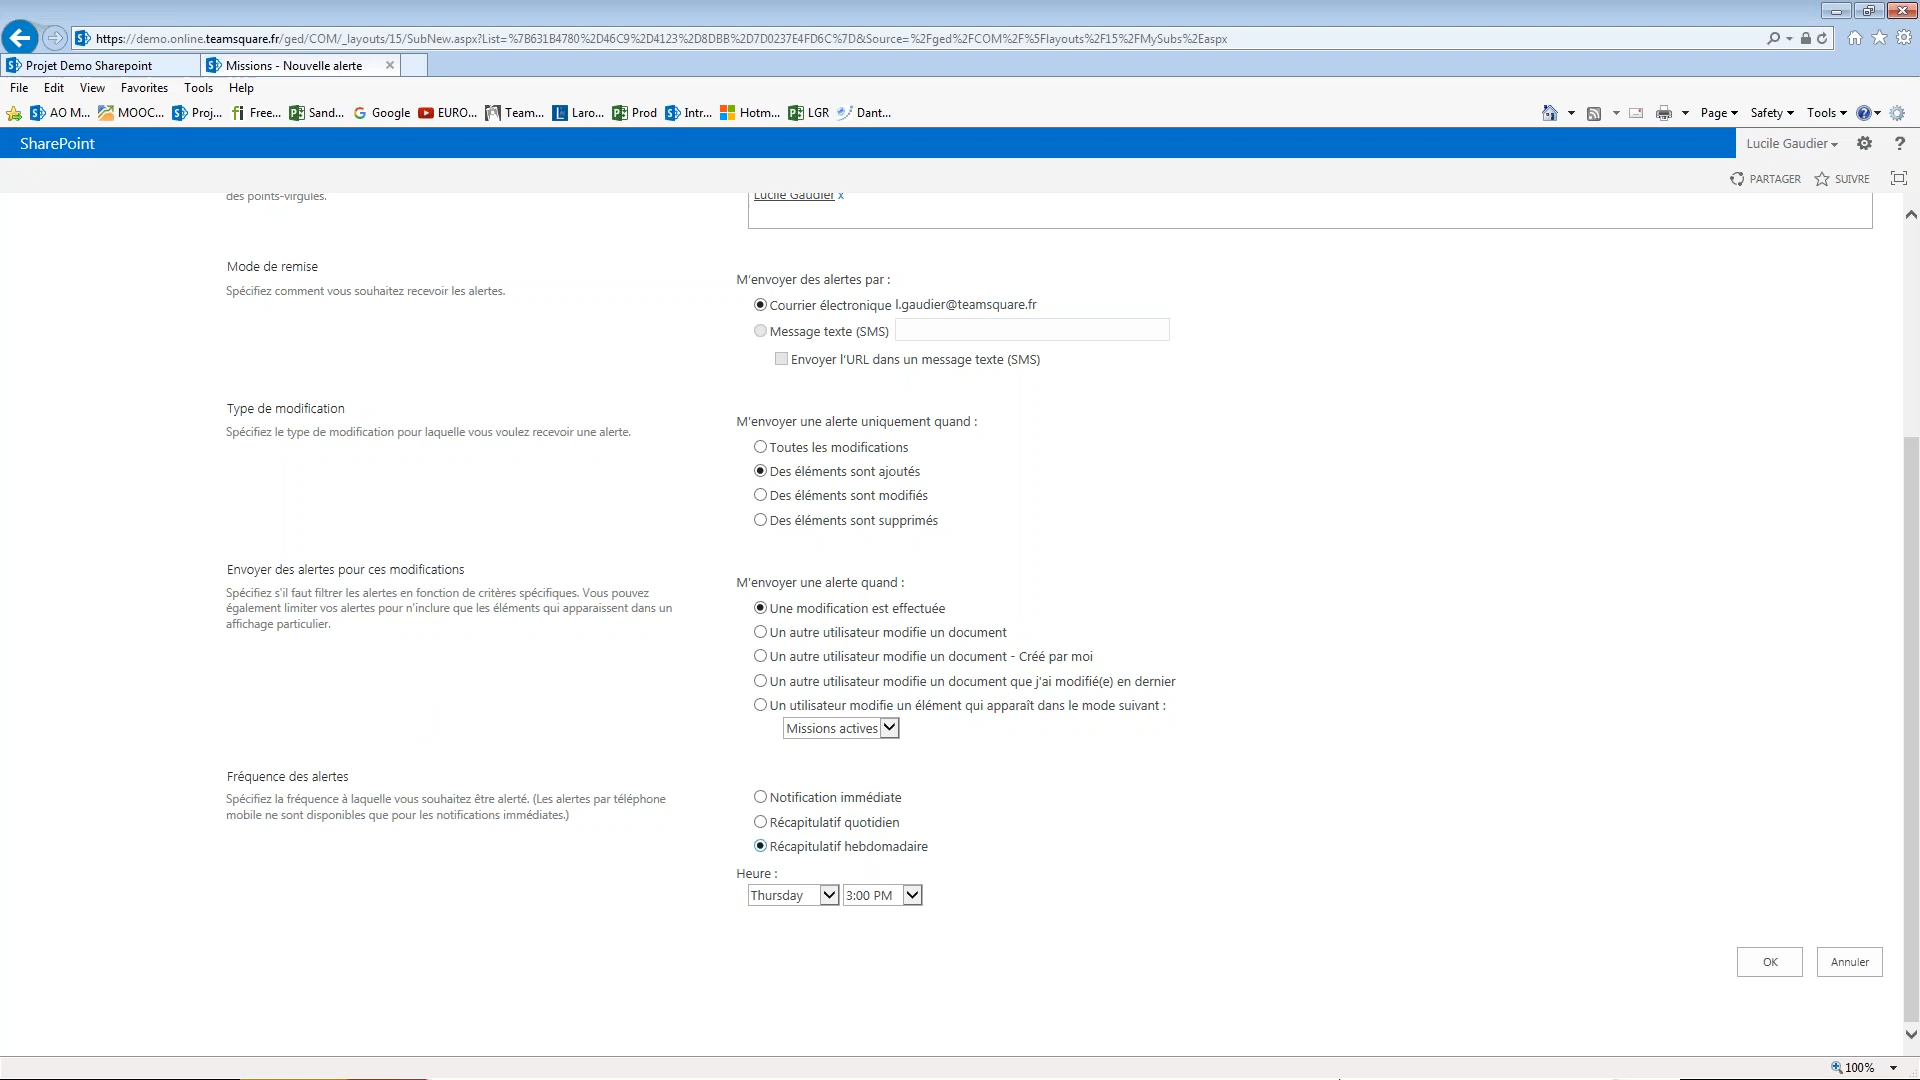 https://demo.online.teamsquare.fr/ged/COM/_layouts/15/SubNew.aspx?List=%7B631B4780%2D46C9%2D4123%2D8DBB%2D7D0237E4FD6C%7D&Source=%2Fged%2FCOM%2F%5Flayouts%2F15%2FMySubs%2Easpx
Projet Demo Sharepoint
Missions - Nouvelle alerte
File Edit View Favorites Tools Help
AO M... MOOC... Proj... Free... Sand... Google EURO... Team... Laro... Prod Intr... Hotm... LGR Dant... Page Safety Tools
SharePoint
Lucile Gaudier
PARTAGER SUIVRE
des points-virgules.
Lucile Gaudier x
Mode de remise
Spécifiez comment vous souhaitez recevoir les alertes.
M'envoyer des alertes par :
Courrier électronique l.gaudier@teamsquare.fr
Message texte (SMS)
Envoyer l'URL dans un message texte (SMS)
Type de modification
Spécifiez le type de modification pour laquelle vous voulez recevoir une alerte.
M'envoyer une alerte uniquement quand :
Toutes les modifications
Des éléments sont ajoutés
Des éléments sont modifiés
Des éléments sont supprimés
Envoyer des alertes pour ces modifications
Spécifiez s'il faut filtrer les alertes en fonction de critères spécifiques. Vous pouvez
également limiter vos alertes pour n'inclure que les éléments qui apparaissent dans un
affichage particulier.
M'envoyer une alerte quand :
Une modification est effectuée
Un autre utilisateur modifie un document
Un autre utilisateur modifie un document - Créé par moi
Un autre utilisateur modifie un document que j'ai modifié(e) en dernier
Un utilisateur modifie un élément qui apparaît dans le mode suivant :
Missions actives
Fréquence des alertes
Spécifiez la fréquence à laquelle vous souhaitez être alerté. (Les alertes par téléphone
mobile ne sont disponibles que pour les notifications immédiates.)
Notification immédiate
Récapitulatif quotidien
Récapitulatif hebdomadaire
Heure :
Thursday 3:00 PM
OK Annuler
100%